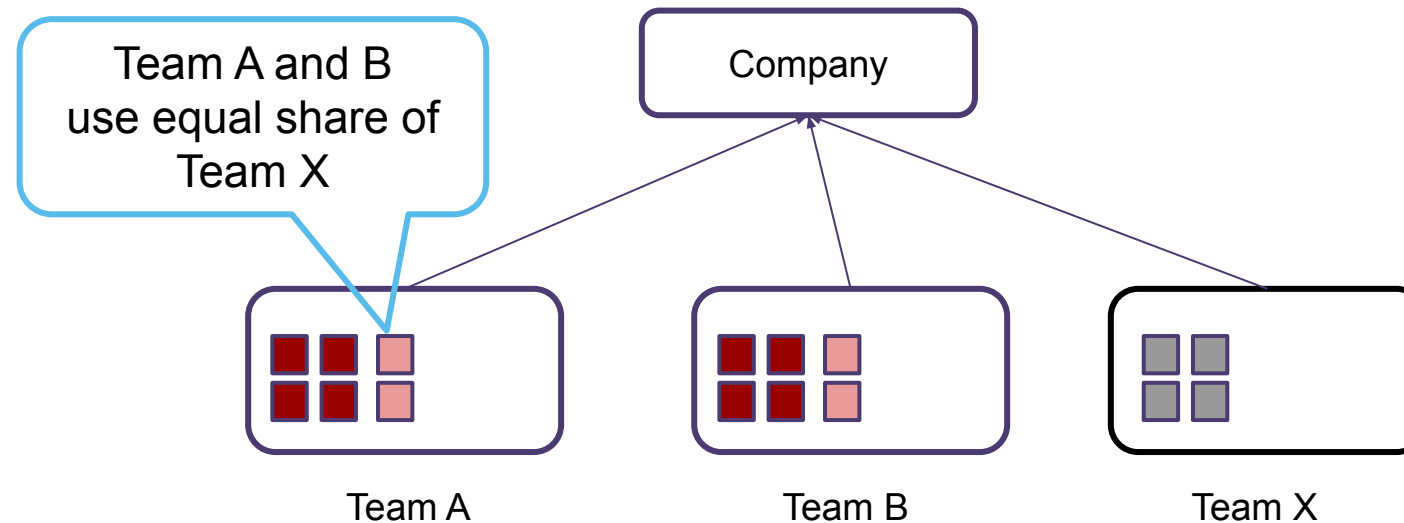 Team A and B
use equal share of
Team X
Company
Team A
Team B
Team X